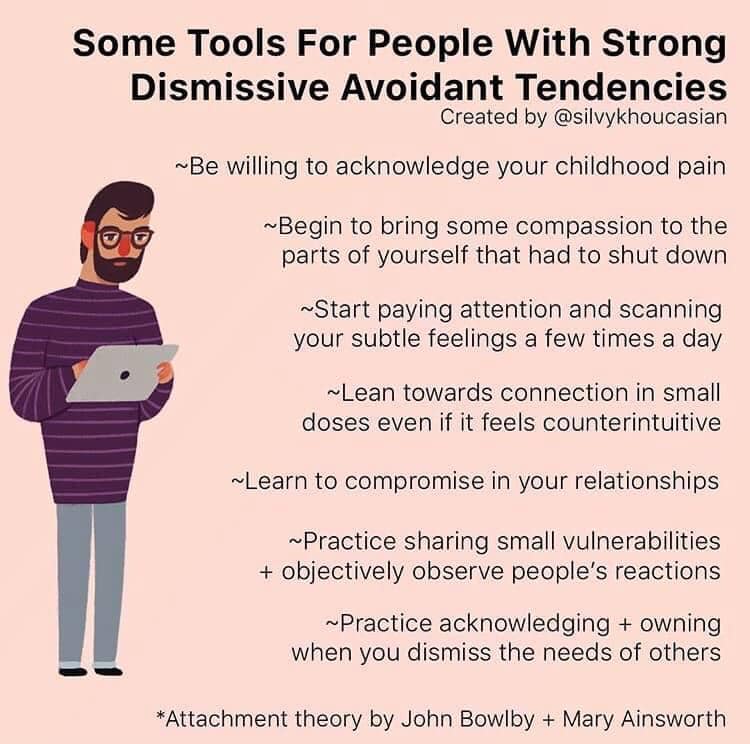 Some Tools For People With Strong
Dismissive Avoidant Tendencies
Created by @silvykhoucasian
~Be willing to acknowledge your childhood pain
~Begin to bring some compassion to the
parts of yourself that had to shut down
~Start paying attention and scanning
your subtle feelings a few times a day
~Lean towards connection in small
doses even if it feels counterintuitive
~Learn to compromise in your relationships
~Practice sharing small vulnerabilities
+ objectively observe people's reactions
~Practice acknowledging + owning
when you dismiss the needs of others
*Attachment theory by John Bowlby + Mary Ainsworth